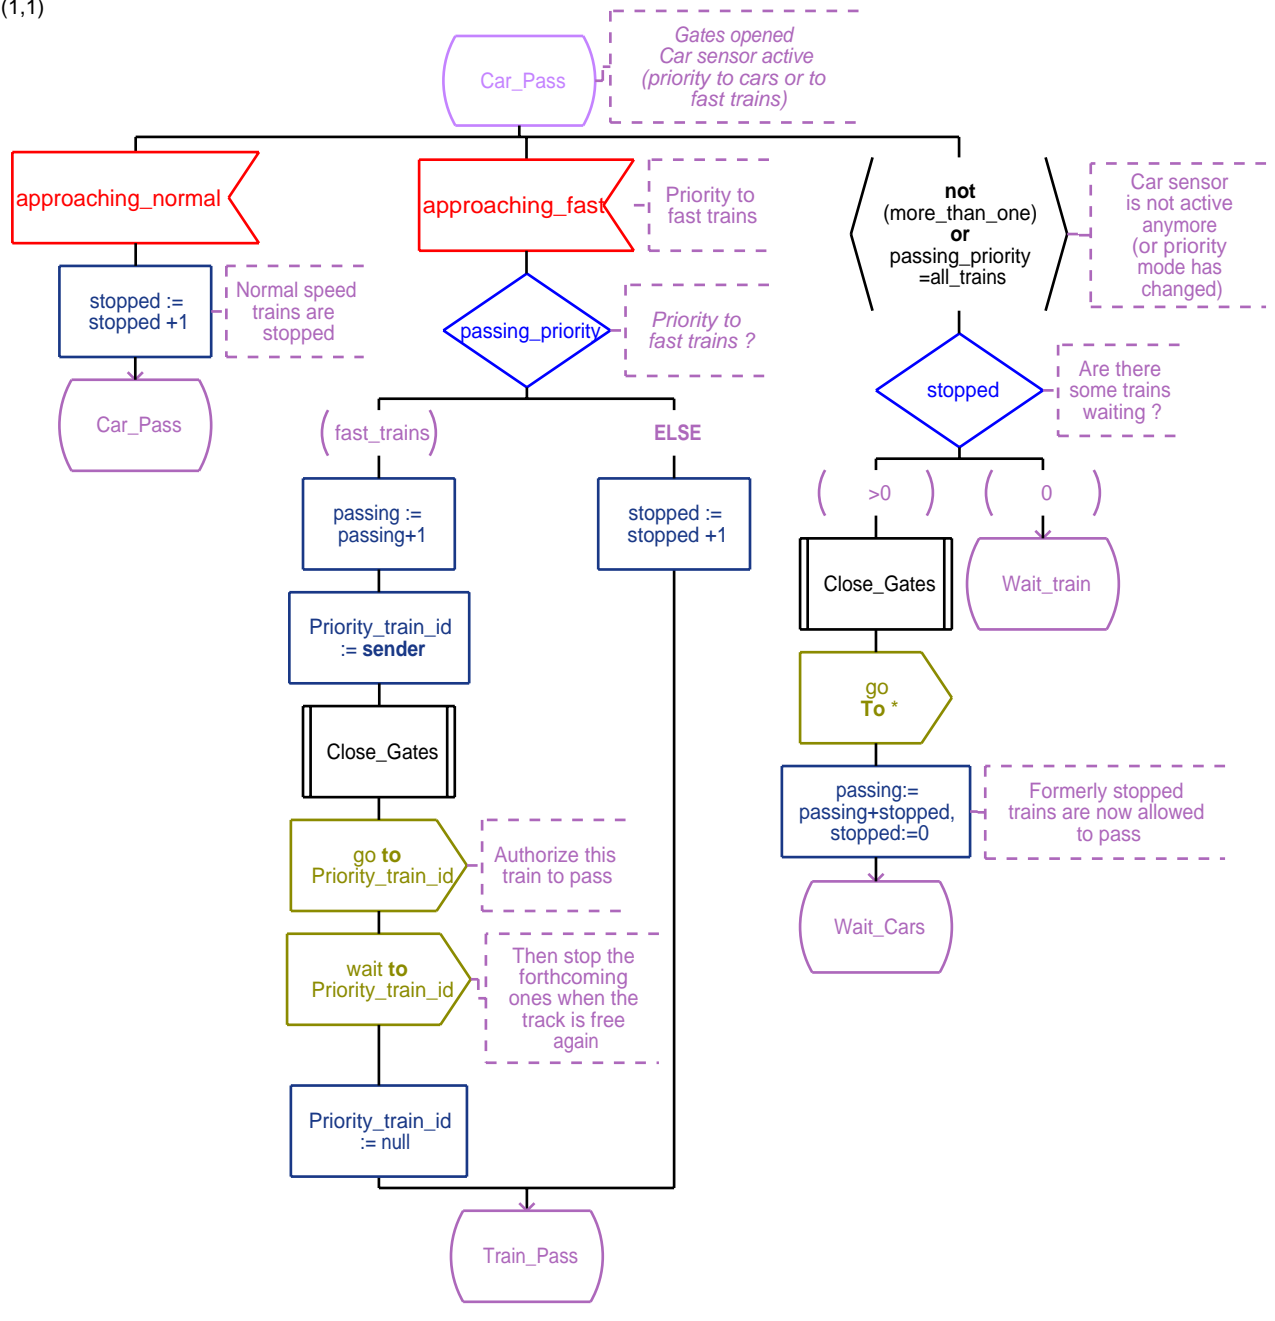 (1,1)
Car_Pass
Gates opened
Car sensor active
(priority to cars or to
fast trains)
approaching_normal
approaching_fast
Priority to
fast trains
not
(more_than_one)
or
passing_priority
=all_trains
Car sensor
is not active
anymore
(or priority
mode has
changed)
stopped :=
stopped +1
Normal speed
trains are
stopped
passing_priority
Priority to
fast trains ?
stopped
Are there
some trains
waiting ?
Car_Pass
(fast_trains)
ELSE
( >0 )
( 0 )
passing :=
passing+1
stopped :=
stopped +1
Close_Gates
Wait_train
Priority_train_id
:= sender
go
To *
Close_Gates
passing:=
passing+stopped,
stopped:=0
Formerly stopped
trains are now allowed
to pass
go to
Priority_train_id
Authorize this
train to pass
Wait_Cars
wait to
Priority_train_id
Then stop the
forthcoming
ones when the
track is free
again
Priority_train_id
:= null
Train_Pass